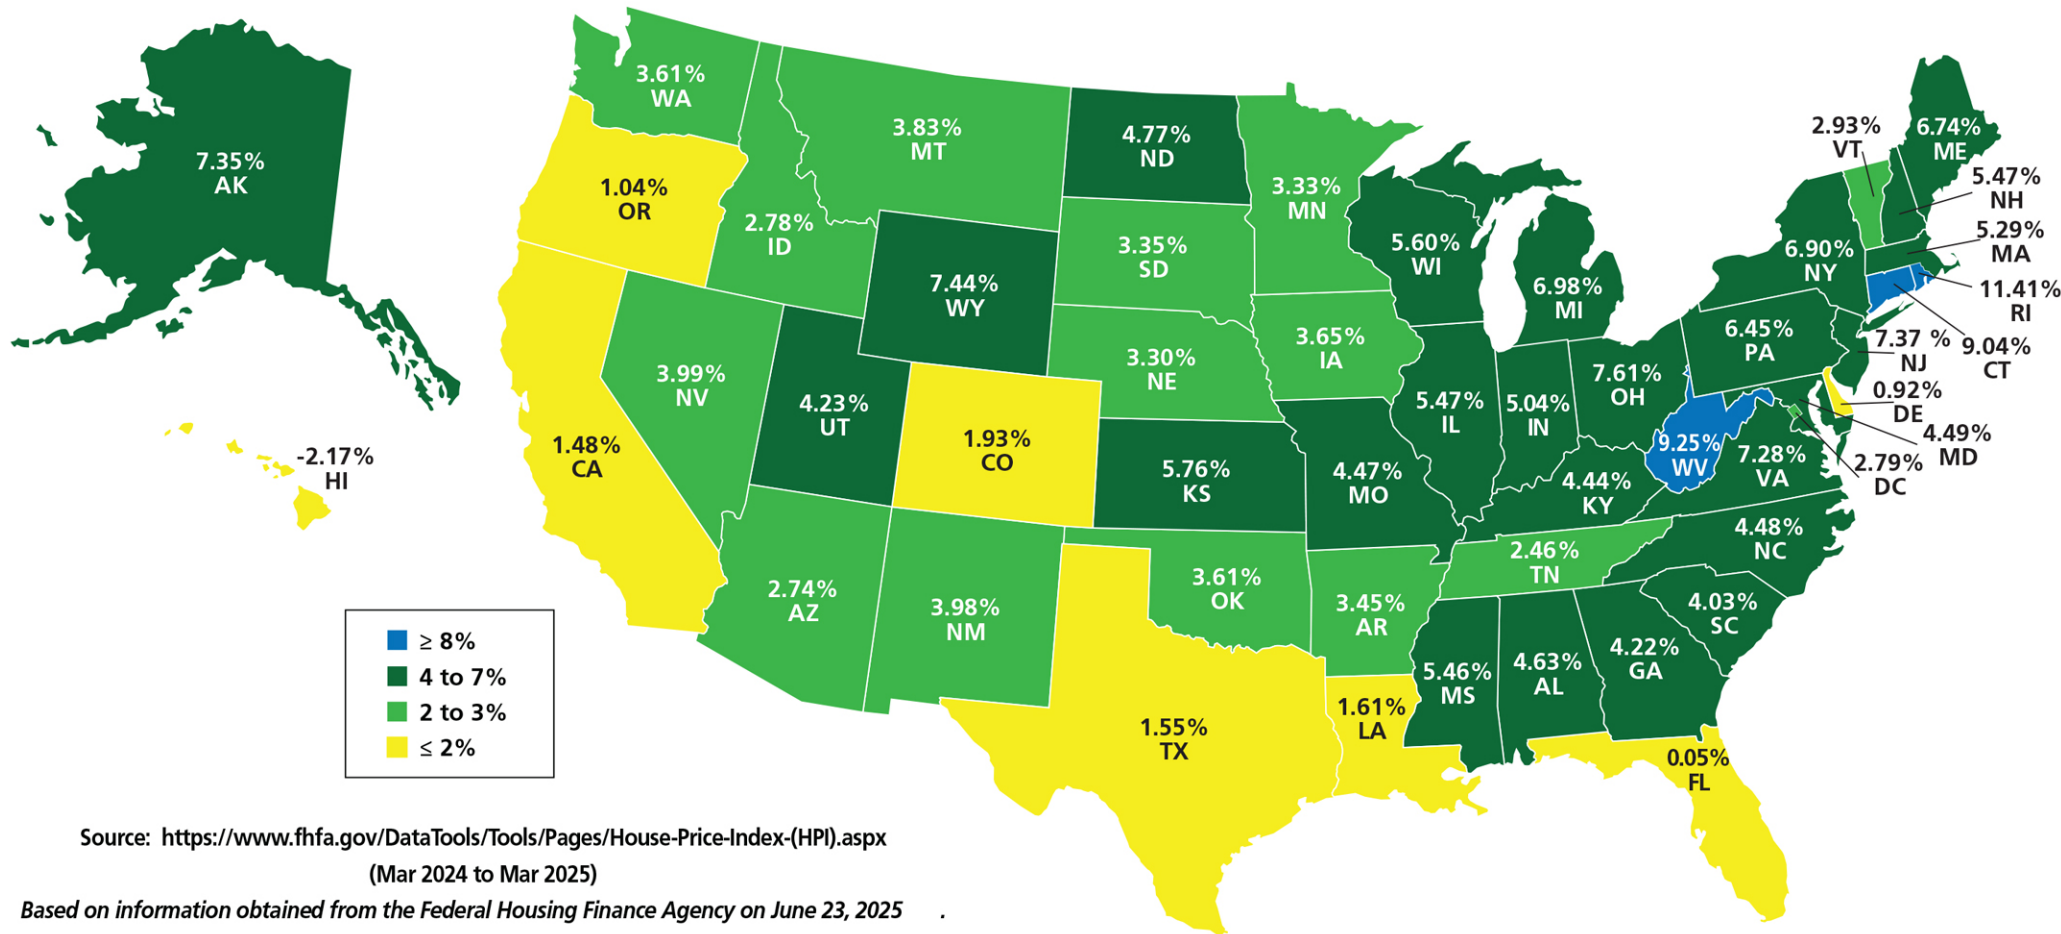 7.35%
AK
-2.17%
HI
3.61%
WA
1.04%
OR
1.48%
CA
2.78%
ID
3.99%
NV
3.83%
MT
7.44%
WY
4.23%
UT
1.93%
CO
2.74%
AZ
3.98%
NM
4.77%
ND
3.35%
SD
3.30%
NE
5.76%
KS
3.61%
OK
1.55%
TX
3.33%
MN
3.65%
IA
4.47%
MO
3.45%
AR
1.61%
LA
5.60%
WI
5.47%
IL
6.98%
MI
5.04%
IN
7.61%
OH
4.44%
KY
2.46%
TN
5.46%
MS
4.63%
AL
4.22%
GA
0.05%
FL
4.03%
SC
4.48%
NC
7.28%
VA
9.25%
WV
6.45%
PA
6.90%
NY
2.93%
VT
6.74%
ME
5.47%
NH
5.29%
MA
11.41%
RI
9.04%
CT
7.37 %
NJ
0.92%
DE
4.49%
MD
2.79%
DC
≥ 8%
4 to 7%
2 to 3%
≤ 2%
Source: https://www.fhfa.gov/DataTools/Tools/Pages/House-Price-Index-(HPI).aspx
(Mar 2024 to Mar 2025)
Based on information obtained from the Federal Housing Finance Agency on June 23, 2025 .